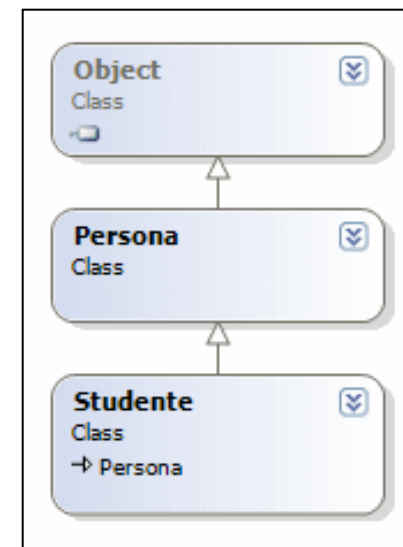 Object
Class
Persona
Class
Studente
Class
Persona